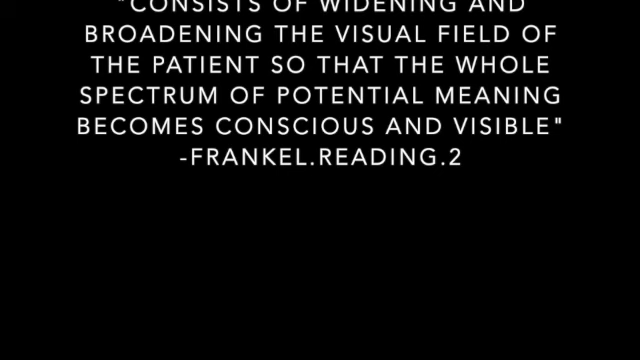 "CONSISTS OF WIDENING AND
BROADENING THE VISUAL FIELD OF
THE PATIENT SO THAT THE WHOLE
SPECTRUM OF POTENTIAL MEANING
BECOMES CONSCIOUS AND VISIBLE"
-FRANKEL.READING.2